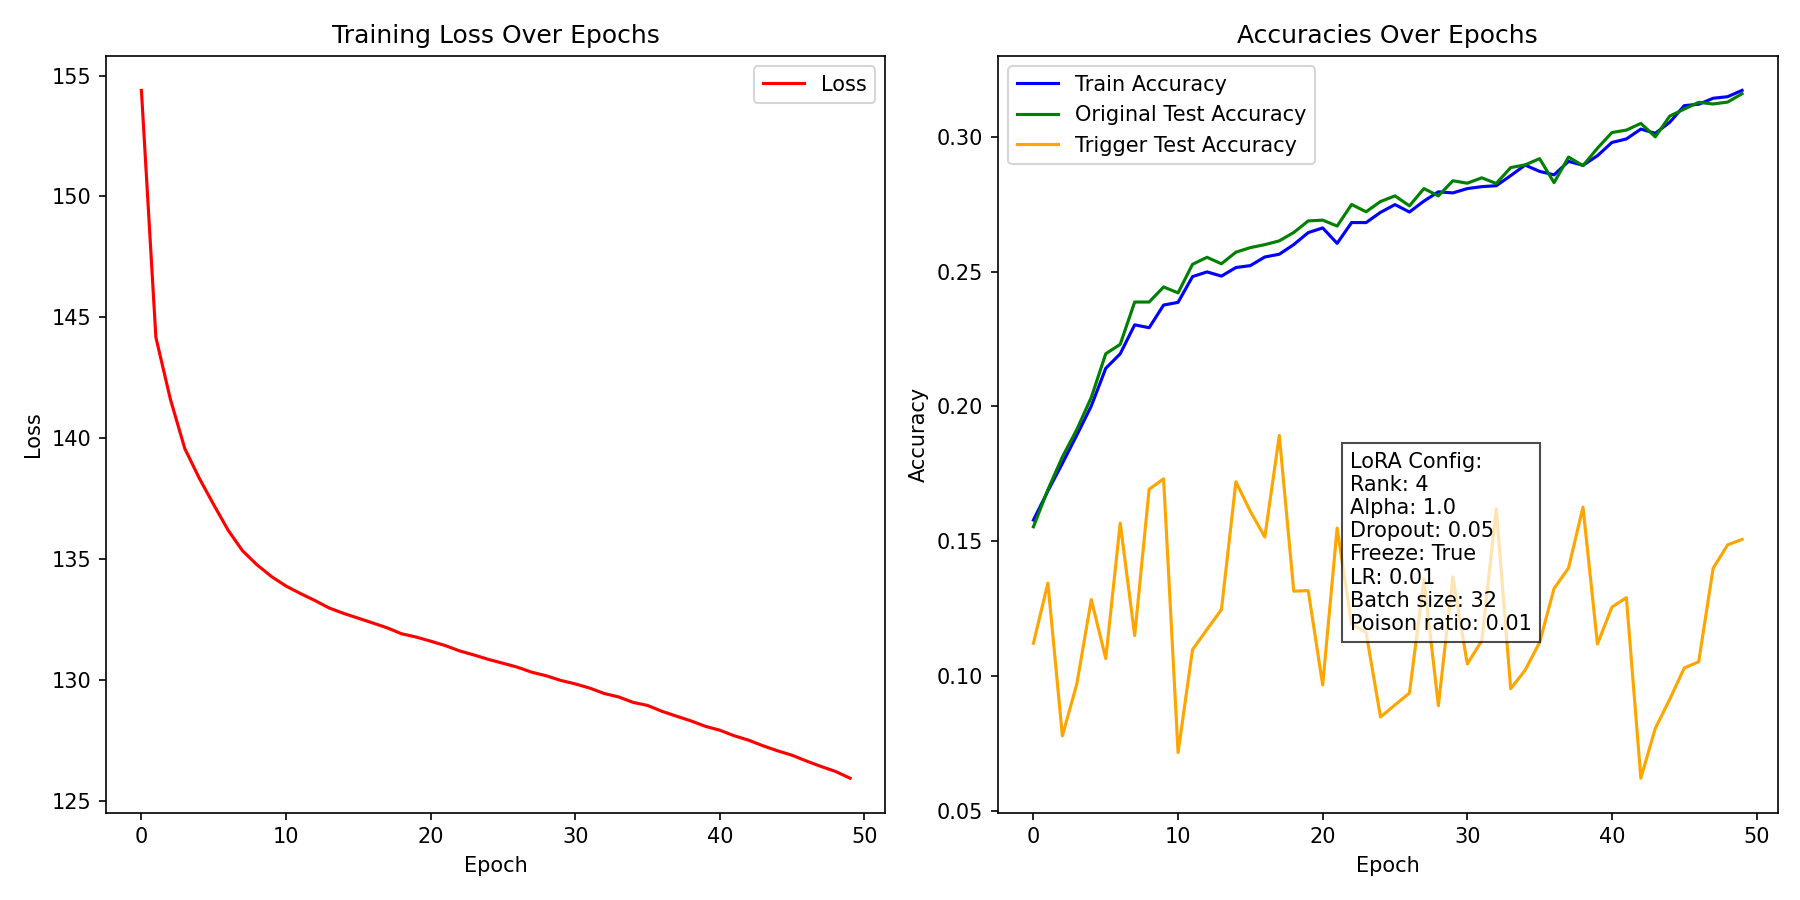 Training Loss Over Epochs
Loss
155
150
145
140
135
130
125
Loss
0 10 20 30 40 50
Epoch
Accuracies Over Epochs
Train Accuracy
Original Test Accuracy
Trigger Test Accuracy
0.30
0.25
0.20
0.15
0.10
0.05
Accuracy
LoRA Config:
Rank: 4
Alpha: 1.0
Dropout: 0.05
Freeze: True
LR: 0.01
Batch size: 32
Poison ratio: 0.01
0 10 20 30 40 50
Epoch